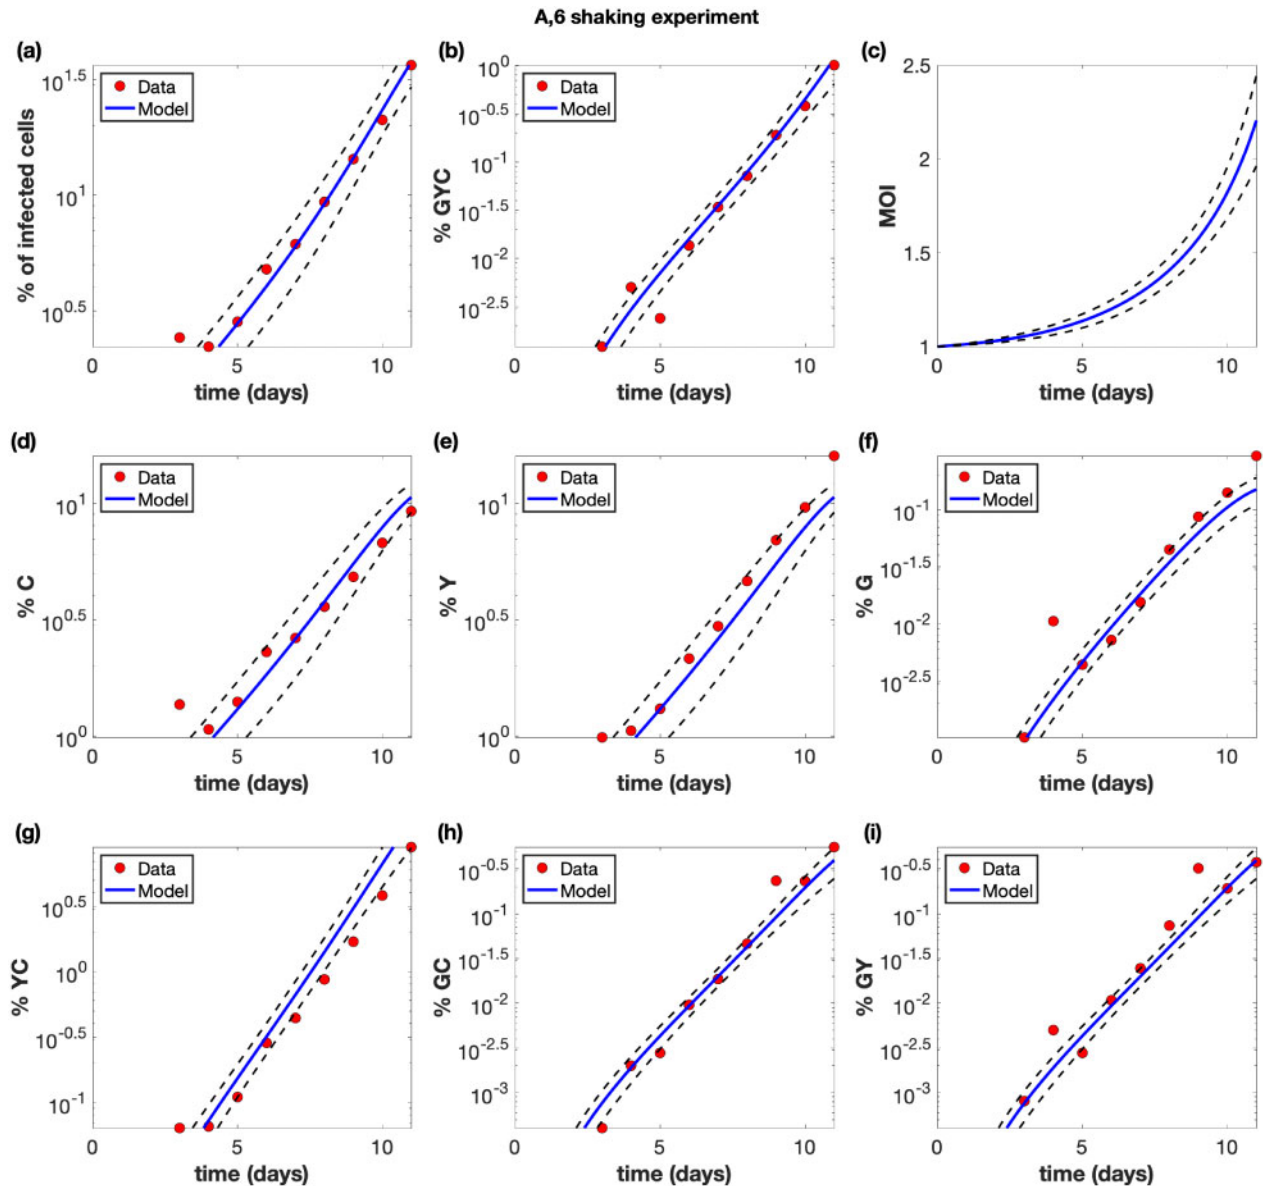 A,6 shaking experiment
(a)
Data
Model
% of infected cells
10^1.5
10^1
10^0.5
0 5 10
time (days)
(b)
Data
Model
% GYC
10^0
10^-0.5
10^-1
10^-1.5
10^-2
10^-2.5
0 5 10
time (days)
(c)
MOI
2.5
2
1.5
1
0 5 10
time (days)
(d)
Data
Model
% C
10^1
10^0.5
10^0
0 5 10
time (days)
(e)
Data
Model
% Y
10^1
10^0.5
10^0
0 5 10
time (days)
(f)
Data
Model
% G
10^-1
10^-1.5
10^-2
10^-2.5
0 5 10
time (days)
(g)
Data
Model
% YC
10^0.5
10^0
10^-0.5
10^-1
0 5 10
time (days)
(h)
Data
Model
% GC
10^-0.5
10^-1
10^-1.5
10^-2
10^-2.5
10^-3
0 5 10
time (days)
(i)
Data
Model
% GY
10^-0.5
10^-1
10^-1.5
10^-2
10^-2.5
10^-3
0 5 10
time (days)